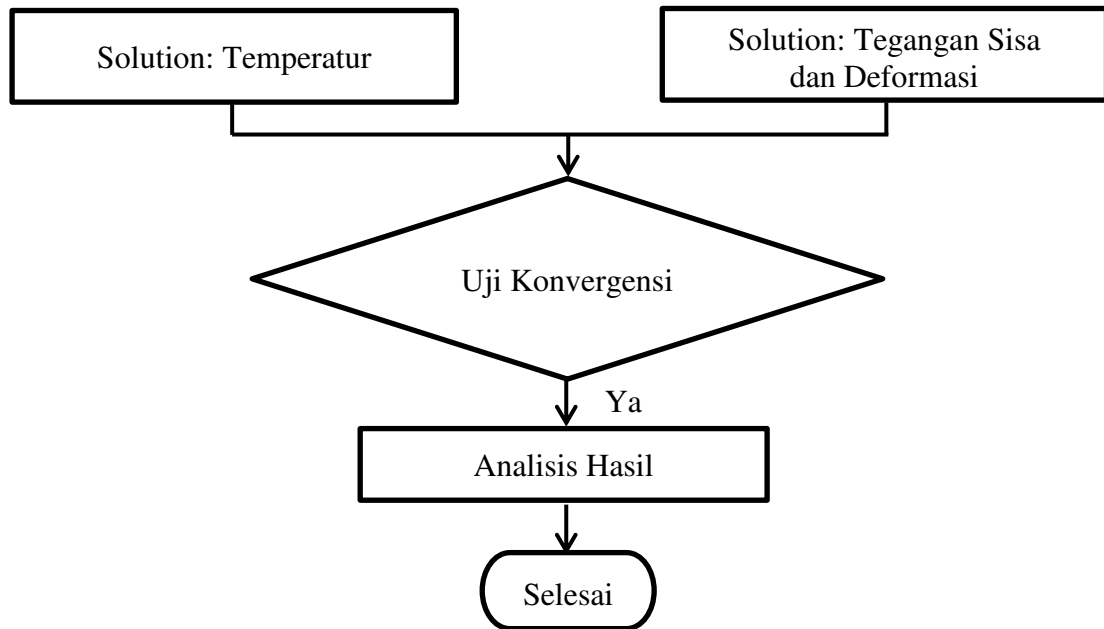 Solution: Temperatur
Solution: Tegangan Sisa
dan Deformasi
Uji Konvergensi
Ya
Analisis Hasil
Selesai